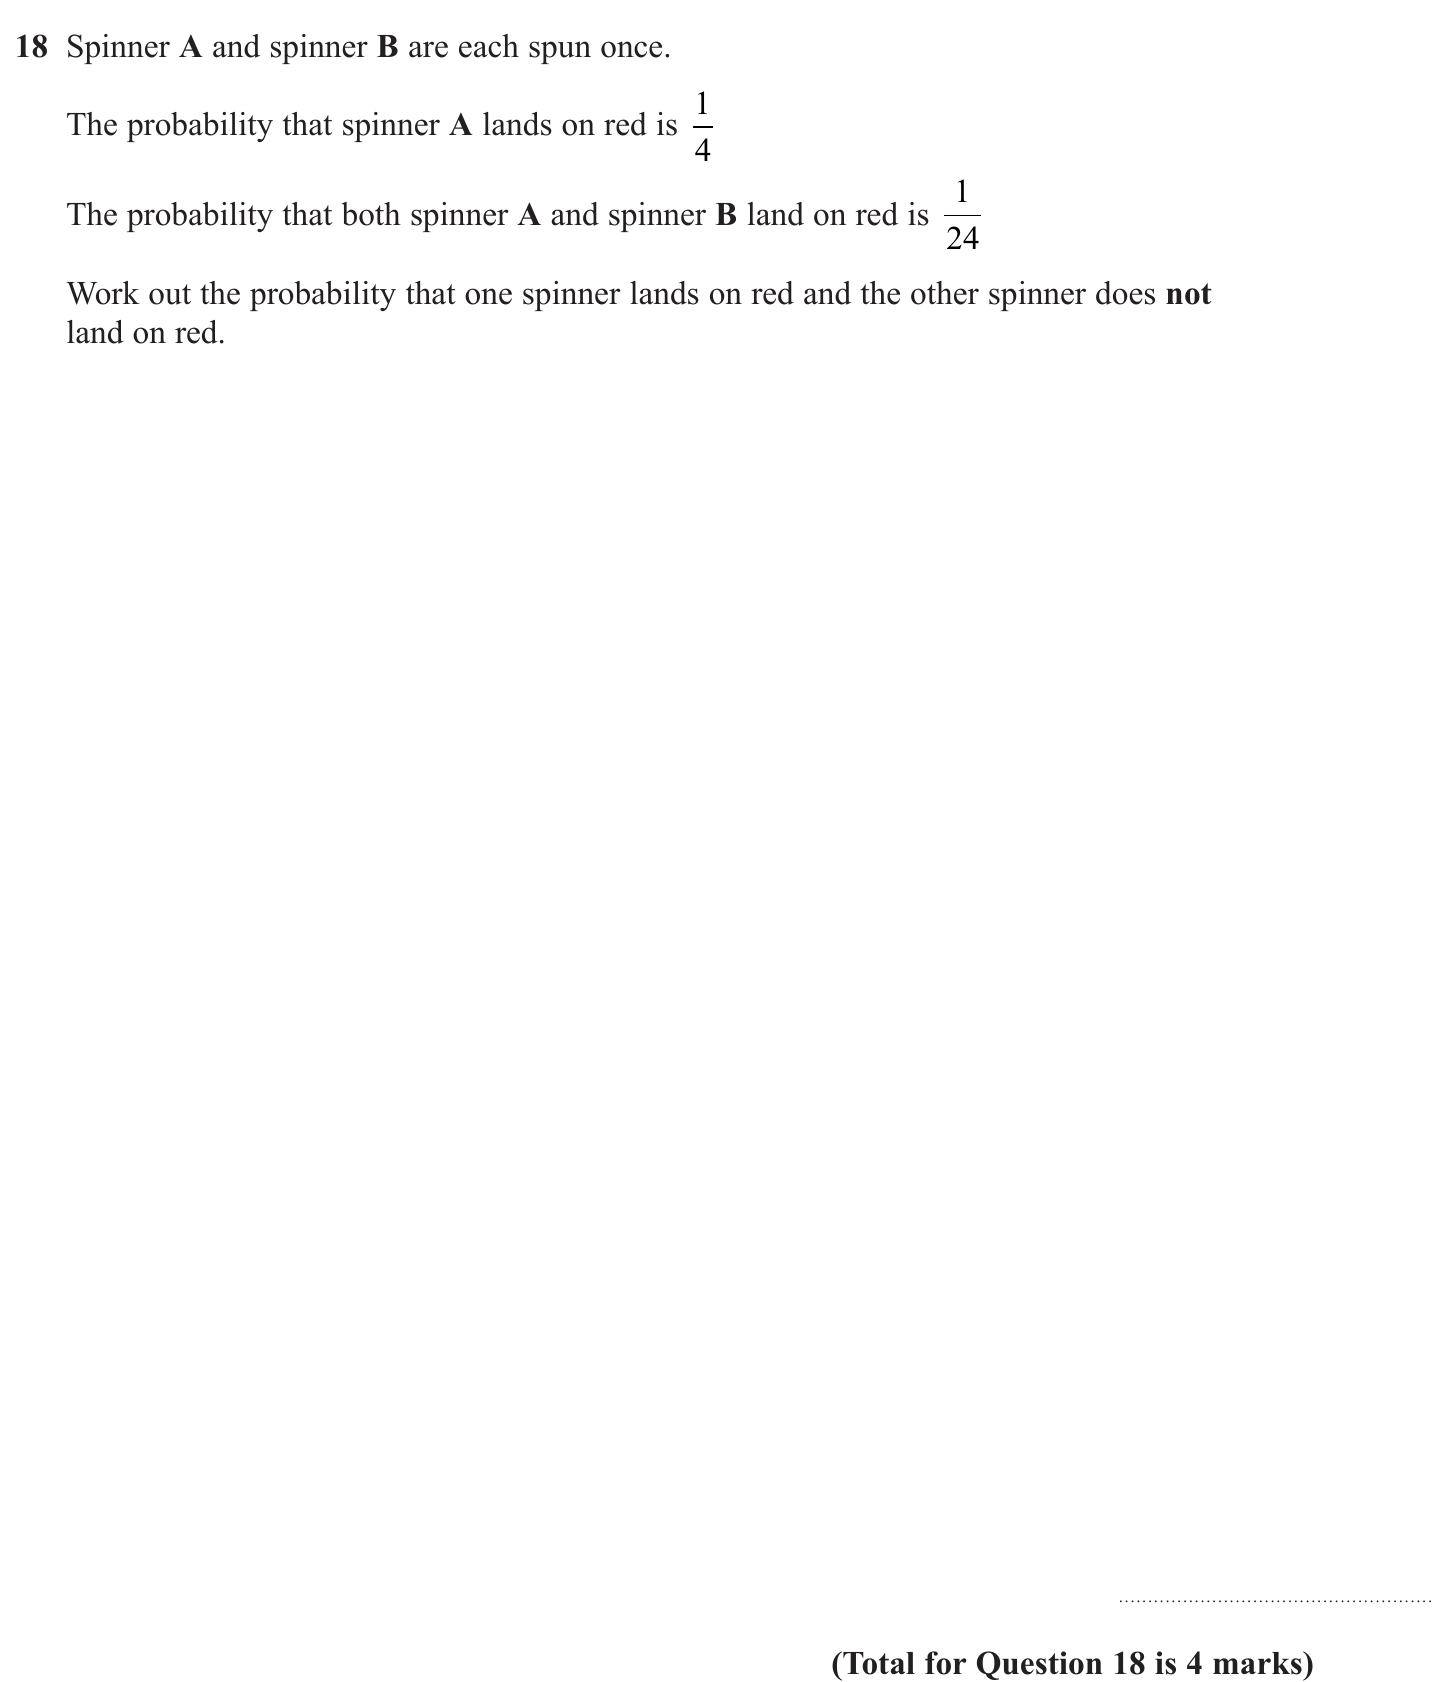 18 Spinner A and spinner B are each spun once.
The probability that spinner A lands on red is 1/4
The probability that both spinner A and spinner B land on red is 1/24
Work out the probability that one spinner lands on red and the other spinner does not
land on red.
(Total for Question 18 is 4 marks)